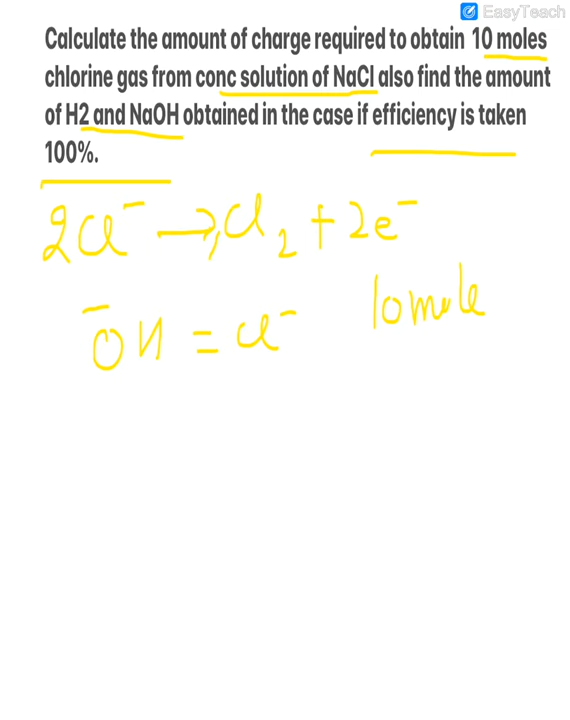 EasyTeach
Calculate the amount of charge required to obtain 10 moles
chlorine gas from conc solution of NaCl also find the amount
of H2 and NaOH obtained in the case if efficiency is taken
100%.
2Cl⁻ → Cl₂ + 2e⁻
⁻OH = Cl⁻ 10 mole